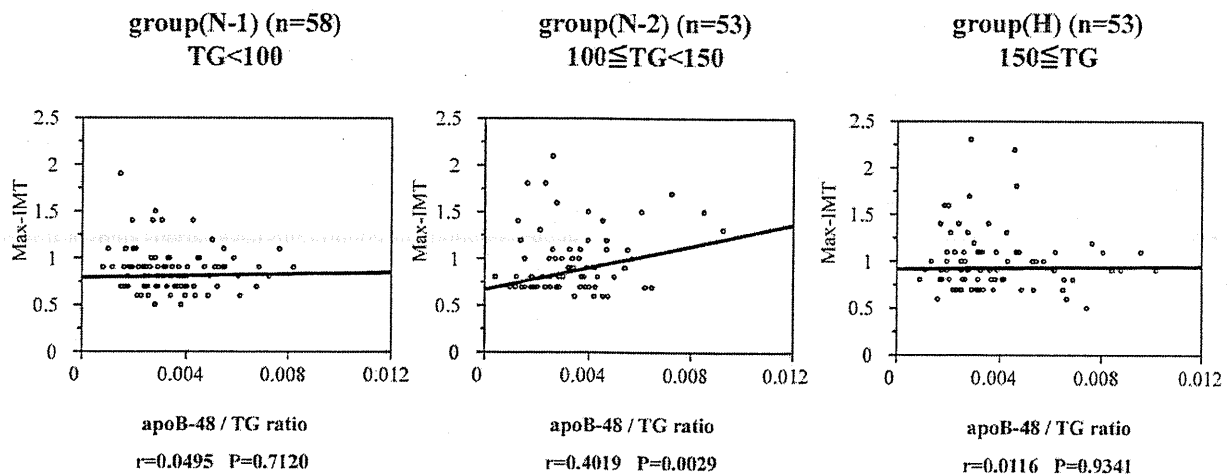 group(N-1) (n=58)
TG<100
group(N-2) (n=53)
100≦TG<150
group(H) (n=53)
150≦TG
Max-IMT
2.5
2
1.5
1
0.5
0
0
0.004
0.008
0.012
apoB-48 / TG ratio
r=0.0495 P=0.7120
Max-IMT
2.5
2
1.5
1
0.5
0
0
0.004
0.008
0.012
apoB-48 / TG ratio
r=0.4019 P=0.0029
Max-IMT
2.5
2
1.5
1
0.5
0
0
0.004
0.008
0.012
apoB-48 / TG ratio
r=0.0116 P=0.9341